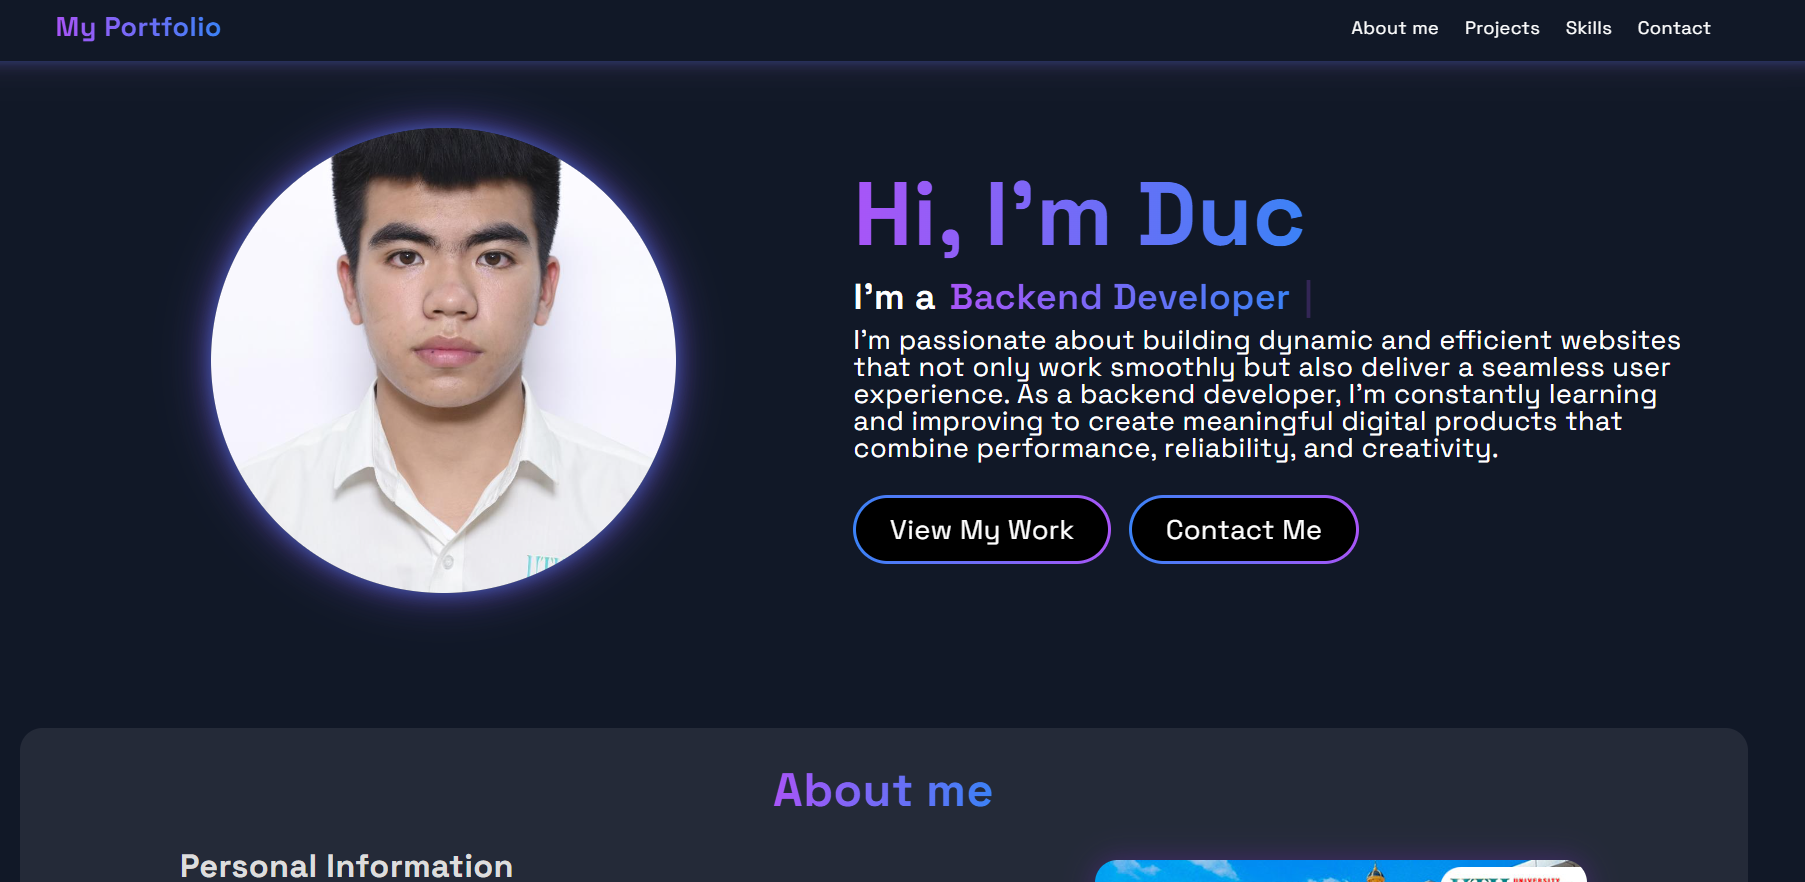 My Portfolio
About me Projects Skills Contact
Hi, I'm Duc
I'm a Backend Developer
I'm passionate about building dynamic and efficient websites
that not only work smoothly but also deliver a seamless user
experience. As a backend developer, I'm constantly learning
and improving to create meaningful digital products that
combine performance, reliability, and creativity.
View My Work Contact Me
About me
Personal Information
UNIVERSITY